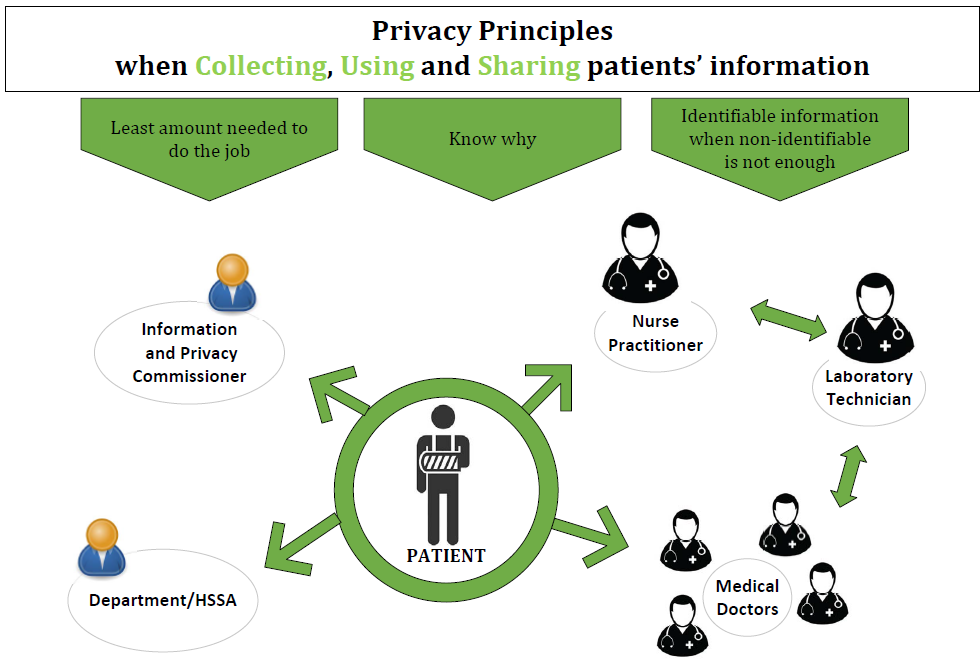 Privacy Principles
when Collecting, Using and Sharing patients’ information
Least amount needed to
do the job
Know why
Identifiable information
when non-identifiable
is not enough
Information
and Privacy
Commissioner
Nurse
Practitioner
Laboratory
Technician
PATIENT
Department/HSSA
Medical
Doctors